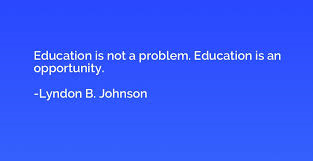 Education is not a problem. Education is an
opportunity.
-Lyndon B. Johnson